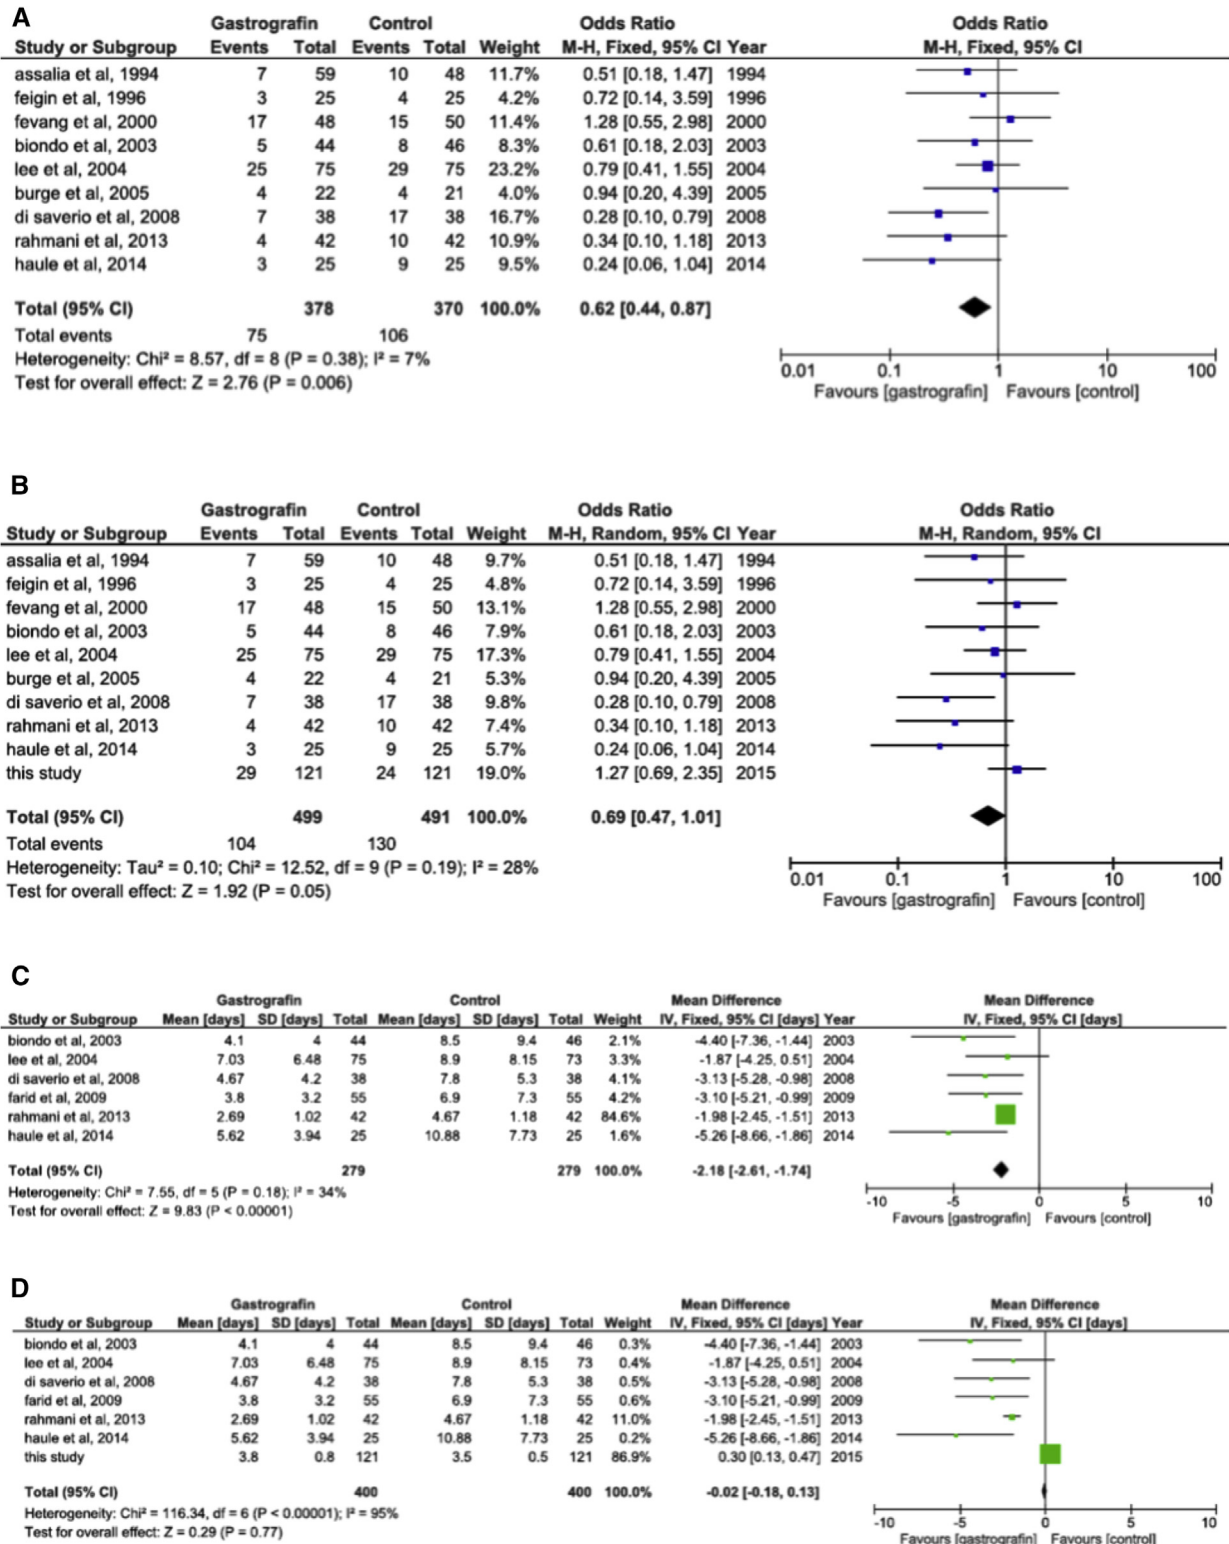 A
Gastrografin Control Odds Ratio Odds Ratio
Study or Subgroup Events Total Events Total Weight M-H, Fixed, 95% CI Year M-H, Fixed, 95% CI
assalia et al, 1994 7 59 10 48 11.7% 0.51 [0.18, 1.47] 1994
feigin et al, 1996 3 25 4 25 4.2% 0.72 [0.14, 3.59] 1996
fevang et al, 2000 17 48 15 50 11.4% 1.28 [0.55, 2.98] 2000
biondo et al, 2003 5 44 8 46 8.3% 0.61 [0.18, 2.03] 2003
lee et al, 2004 25 75 29 75 23.2% 0.79 [0.41, 1.55] 2004
burge et al, 2005 4 22 4 21 4.0% 0.94 [0.20, 4.39] 2005
di saverio et al, 2008 7 38 17 38 16.7% 0.28 [0.10, 0.79] 2008
rahmani et al, 2013 4 42 10 42 10.9% 0.34 [0.10, 1.18] 2013
haule et al, 2014 3 25 9 25 9.5% 0.24 [0.06, 1.04] 2014
Total (95% CI) 378 370 100.0% 0.62 [0.44, 0.87]
Total events 75 106
Heterogeneity: Chi² = 8.57, df = 8 (P = 0.38); I² = 7%
Test for overall effect: Z = 2.76 (P = 0.006)
0.01 0.1 1 10 100
Favours [gastrografin] Favours [control]
B
Gastrografin Control Odds Ratio Odds Ratio
Study or Subgroup Events Total Events Total Weight M-H, Random, 95% CI Year M-H, Random, 95% CI
assalia et al, 1994 7 59 10 48 9.7% 0.51 [0.18, 1.47] 1994
feigin et al, 1996 3 25 4 25 4.8% 0.72 [0.14, 3.59] 1996
fevang et al, 2000 17 48 15 50 13.1% 1.28 [0.55, 2.98] 2000
biondo et al, 2003 5 44 8 46 7.9% 0.61 [0.18, 2.03] 2003
lee et al, 2004 25 75 29 75 17.3% 0.79 [0.41, 1.55] 2004
burge et al, 2005 4 22 4 21 5.3% 0.94 [0.20, 4.39] 2005
di saverio et al, 2008 7 38 17 38 9.8% 0.28 [0.10, 0.79] 2008
rahmani et al, 2013 4 42 10 42 7.4% 0.34 [0.10, 1.18] 2013
haule et al, 2014 3 25 9 25 5.7% 0.24 [0.06, 1.04] 2014
this study 29 121 24 121 19.0% 1.27 [0.69, 2.35] 2015
Total (95% CI) 499 491 100.0% 0.69 [0.47, 1.01]
Total events 104 130
Heterogeneity: Tau² = 0.10; Chi² = 12.52, df = 9 (P = 0.19); I² = 28%
Test for overall effect: Z = 1.92 (P = 0.05)
0.01 0.1 1 10 100
Favours [gastrografin] Favours [control]
C
Gastrografin Control Mean Difference Mean Difference
Study or Subgroup Mean [days] SD [days] Total Mean [days] SD [days] Total Weight IV, Fixed, 95% CI [days] Year IV, Fixed, 95% CI [days]
biondo et al, 2003 4.1 4 44 8.5 9.4 46 2.1% -4.40 [-7.36, -1.44] 2003
lee et al, 2004 7.03 6.48 75 8.9 8.15 73 3.3% -1.87 [-4.25, 0.51] 2004
di saverio et al, 2008 4.67 4.2 38 7.8 5.3 38 4.1% -3.13 [-5.28, -0.98] 2008
farid et al, 2009 3.8 3.2 55 6.9 7.3 55 4.2% -3.10 [-5.21, -0.99] 2009
rahmani et al, 2013 2.69 1.02 42 4.67 1.18 42 84.6% -1.98 [-2.45, -1.51] 2013
haule et al, 2014 5.62 3.94 25 10.88 7.73 25 1.6% -5.26 [-8.66, -1.86] 2014
Total (95% CI) 279 279 100.0% -2.18 [-2.61, -1.74]
Heterogeneity: Chi² = 7.55, df = 5 (P = 0.18); I² = 34%
Test for overall effect: Z = 9.83 (P < 0.00001)
-10 -5 0 5 10
Favours [gastrografin] Favours [control]
D
Gastrografin Control Mean Difference Mean Difference
Study or Subgroup Mean [days] SD [days] Total Mean [days] SD [days] Total Weight IV, Fixed, 95% CI [days] Year IV, Fixed, 95% CI [days]
biondo et al, 2003 4.1 4 44 8.5 9.4 46 0.3% -4.40 [-7.36, -1.44] 2003
lee et al, 2004 7.03 6.48 75 8.9 8.15 73 0.4% -1.87 [-4.25, 0.51] 2004
di saverio et al, 2008 4.67 4.2 38 7.8 5.3 38 0.5% -3.13 [-5.28, -0.98] 2008
farid et al, 2009 3.8 3.2 55 6.9 7.3 55 0.6% -3.10 [-5.21, -0.99] 2009
rahmani et al, 2013 2.69 1.02 42 4.67 1.18 42 11.0% -1.98 [-2.45, -1.51] 2013
haule et al, 2014 5.62 3.94 25 10.88 7.73 25 0.2% -5.26 [-8.66, -1.86] 2014
this study 3.8 0.8 121 3.5 0.5 121 86.9% 0.30 [0.13, 0.47] 2015
Total (95% CI) 400 400 100.0% -0.02 [-0.18, 0.13]
Heterogeneity: Chi² = 116.34, df = 6 (P < 0.00001); I² = 95%
Test for overall effect: Z = 0.29 (P = 0.77)
-10 -5 0 5 10
Favours [gastrografin] Favours [control]